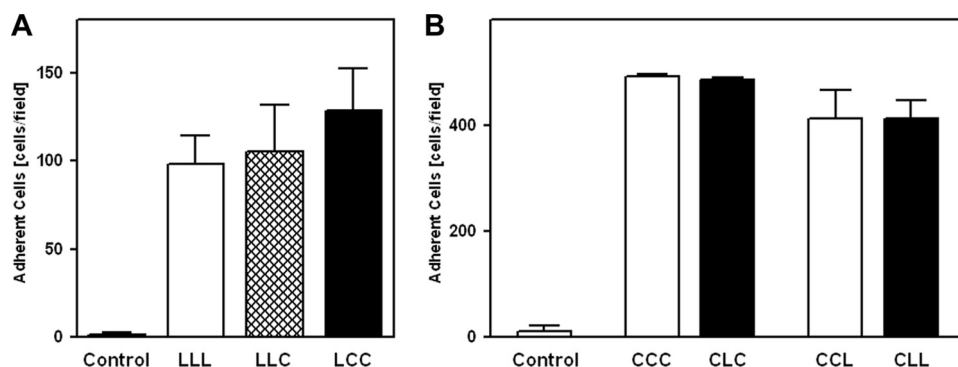 A
Adherent Cells [cells/field]
150
100
50
0
Control LLL LLC LCC
B
Adherent Cells [cells/field]
400
200
0
Control CCC CLC CCL CLL